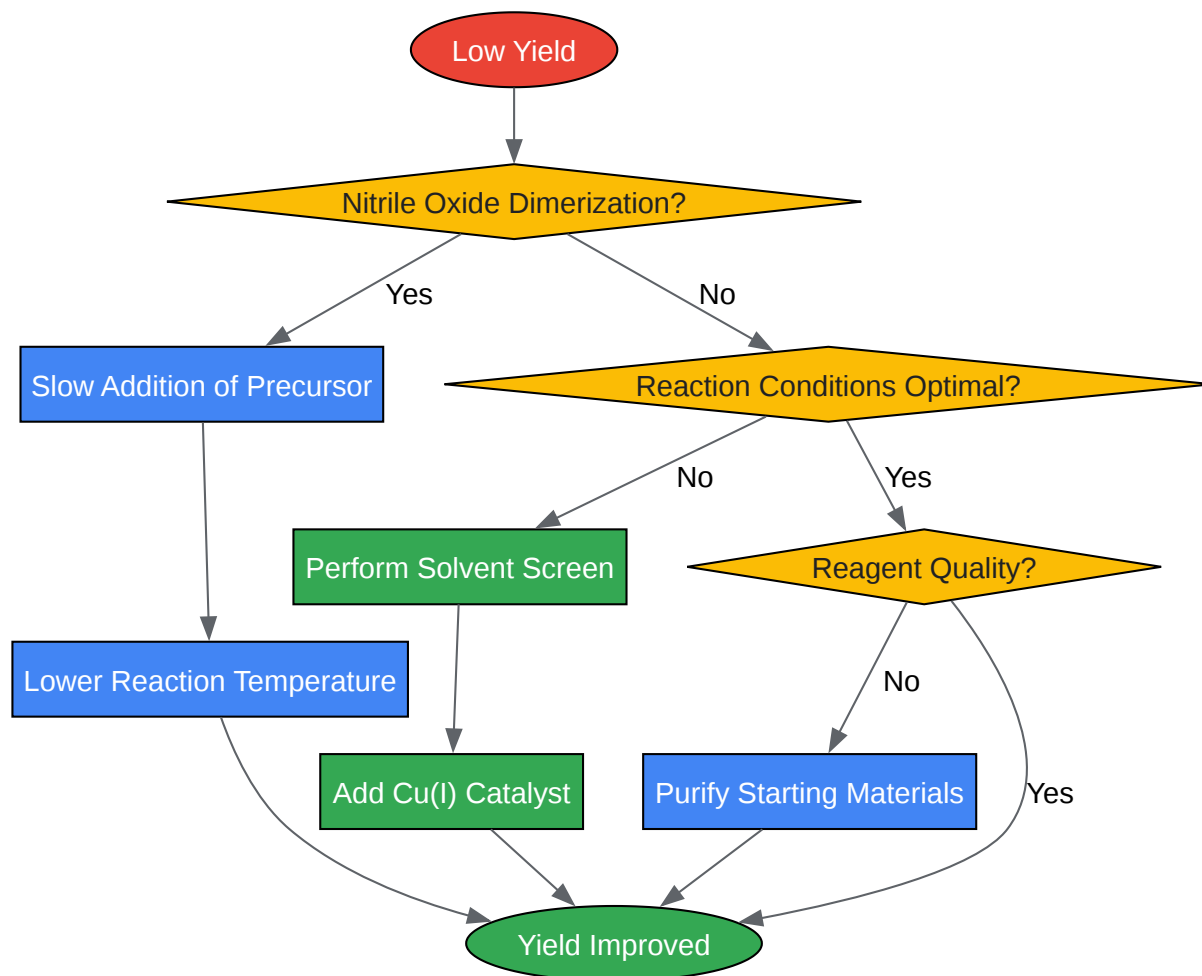 Low Yield
Nitrile Oxide Dimerization?
Yes
No
Slow Addition of Precursor
Reaction Conditions Optimal?
No
Yes
Perform Solvent Screen
Reagent Quality?
Lower Reaction Temperature
No
Add Cu(I) Catalyst
Purify Starting Materials
Yes
Yield Improved